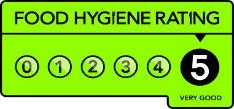 FOOD HYGIENE RATING
0 1 2 3 4 5
VERY GOOD